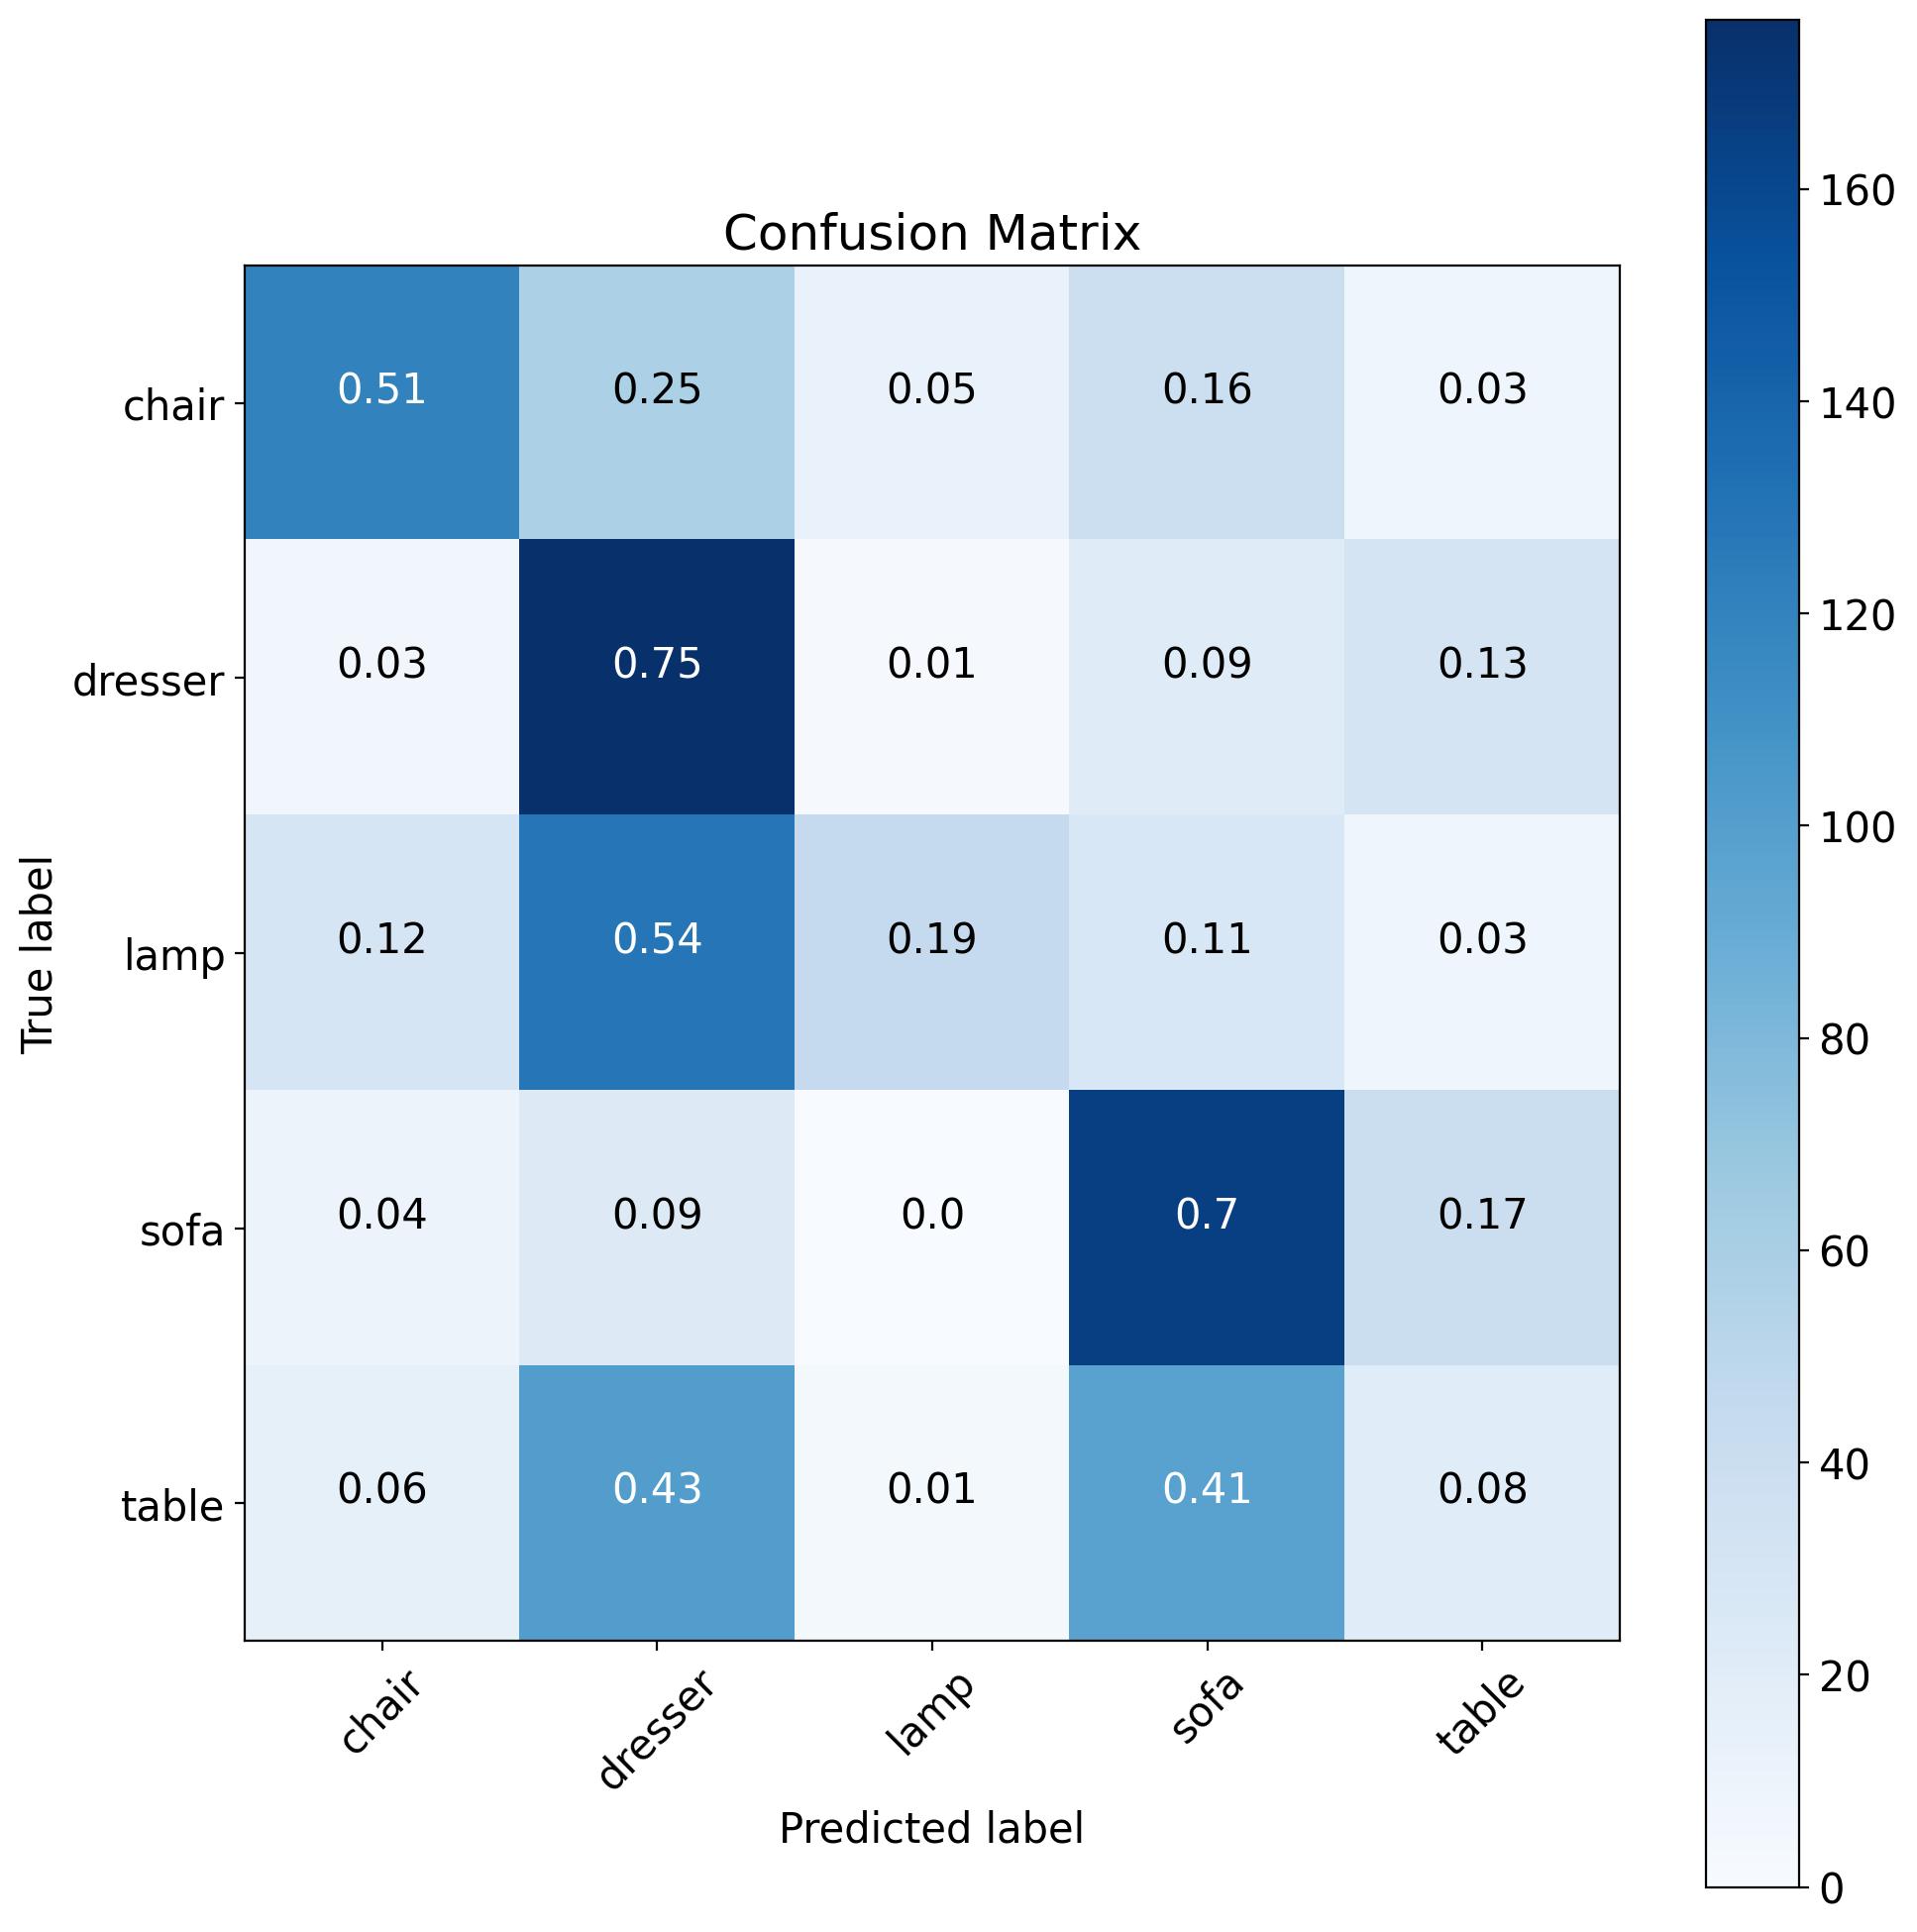 Confusion Matrix
True label
chair 0.51 0.25 0.05 0.16 0.03
dresser 0.03 0.75 0.01 0.09 0.13
lamp 0.12 0.54 0.19 0.11 0.03
sofa 0.04 0.09 0.0 0.7 0.17
table 0.06 0.43 0.01 0.41 0.08
chair dresser lamp sofa table
Predicted label
160
140
120
100
80
60
40
20
0